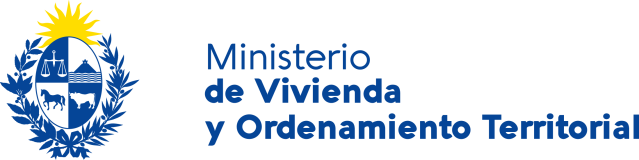 Ministerio
de Vivienda
y Ordenamiento Territorial